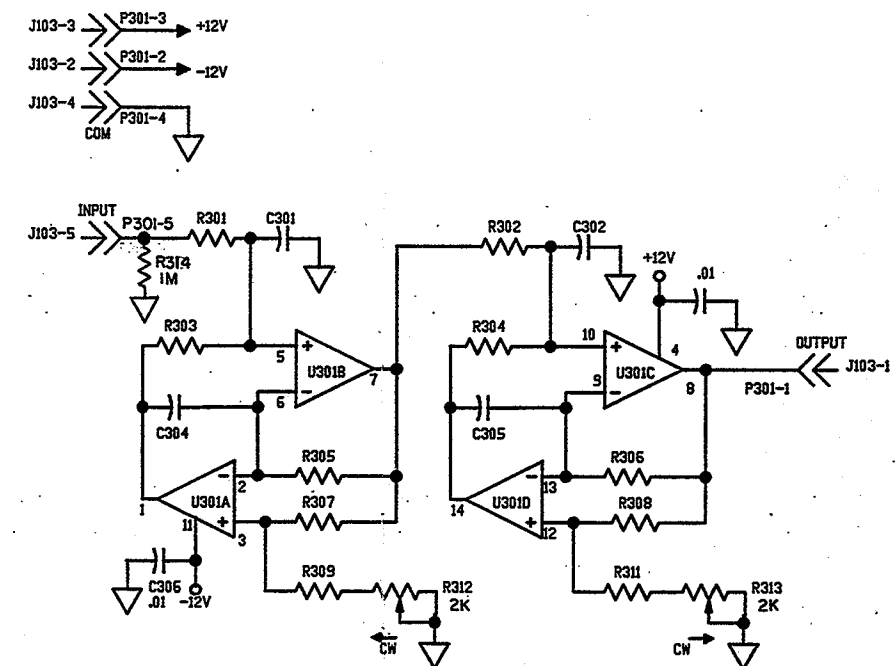 J103-3 P301-3 +12V
J103-2 P301-2 -12V
J103-4 P301-4
COM
INPUT
J103-5 P301-5 R301 C301
R314
1M
R302 C302
+12V .01
R303 5 + U301B 7
- 6
R304 10 + U301C 4 8
9 -
OUTPUT
P301-1 J103-1
C304 C305
R305 R306
1 U301A - 2 R307
11 + 3
14 U301D - 13 R308
+ 12
C306
.01 -12V
R309 R312
2K
CW
R311 R313
2K
CW